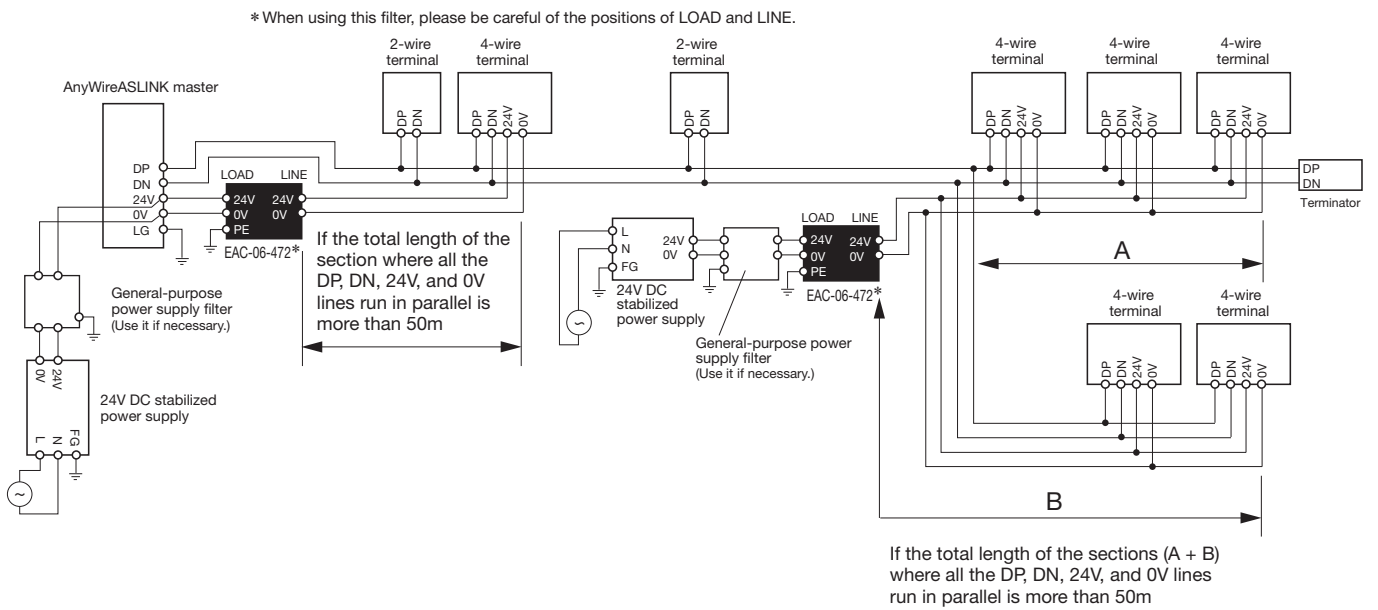 *When using this filter, please be careful of the positions of LOAD and LINE.
2-wire
terminal
4-wire
terminal
2-wire
terminal
4-wire
terminal
4-wire
terminal
4-wire
terminal
AnyWireASLINK master
DP
DN
DP
DN
24V
0V
DP
DN
DP
DN
24V
0V
DP
DN
24V
0V
DP
DN
24V
0V
DP
DN
24V
0V
LG
LOAD
LINE
24V
24V
0V
0V
PE
EAC-06-472*
DP
DN
Terminator
If the total length of the
section where all the
DP, DN, 24V, and 0V
lines run in parallel is
more than 50m
L
N
FG
24V
0V
24V DC
stabilized
power supply
LOAD
LINE
24V
24V
0V
0V
PE
EAC-06-472*
General-purpose power
supply filter
(Use it if necessary.)
A
General-purpose
power supply filter
(Use it if necessary.)
0V
24V
L
N
FG
24V DC stabilized
power supply
~
~
4-wire
terminal
4-wire
terminal
DP
DN
24V
0V
DP
DN
24V
0V
B
If the total length of the sections (A + B)
where all the DP, DN, 24V, and 0V lines
run in parallel is more than 50m